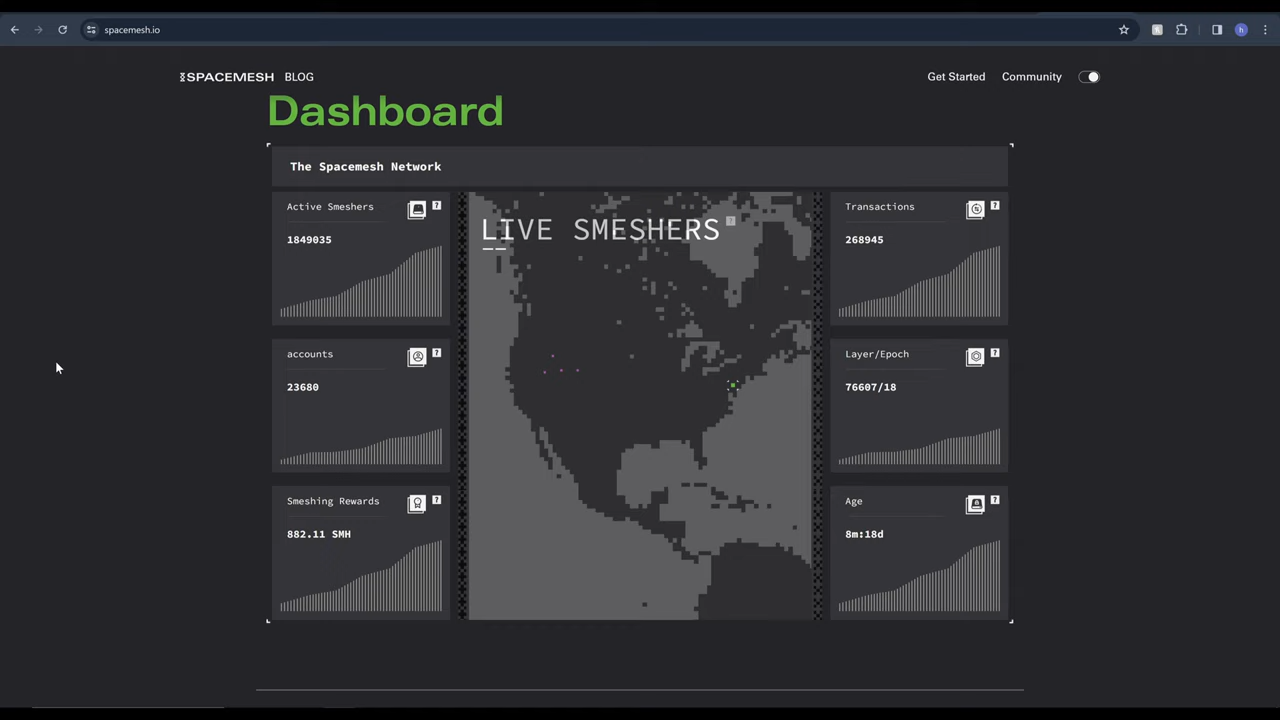 spacemesh.io
h
SPACEMESH BLOG
Get Started
Community
Dashboard
The Spacemesh Network
Active Smeshers ?
1849035
accounts ?
23680
Smeshing Rewards ?
882.11 SMH
LIVE SMESHERS ?
Transactions ?
268945
Layer/Epoch ?
76607/18
Age ?
8m:18d